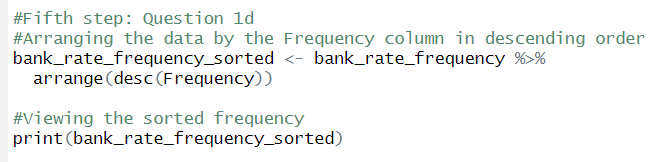 #Fifth step: Question 1d
#Arranging the data by the Frequency column in descending order
bank_rate_frequency_sorted <- bank_rate_frequency %>%
  arrange(desc(Frequency))

#Viewing the sorted frequency
print(bank_rate_frequency_sorted)